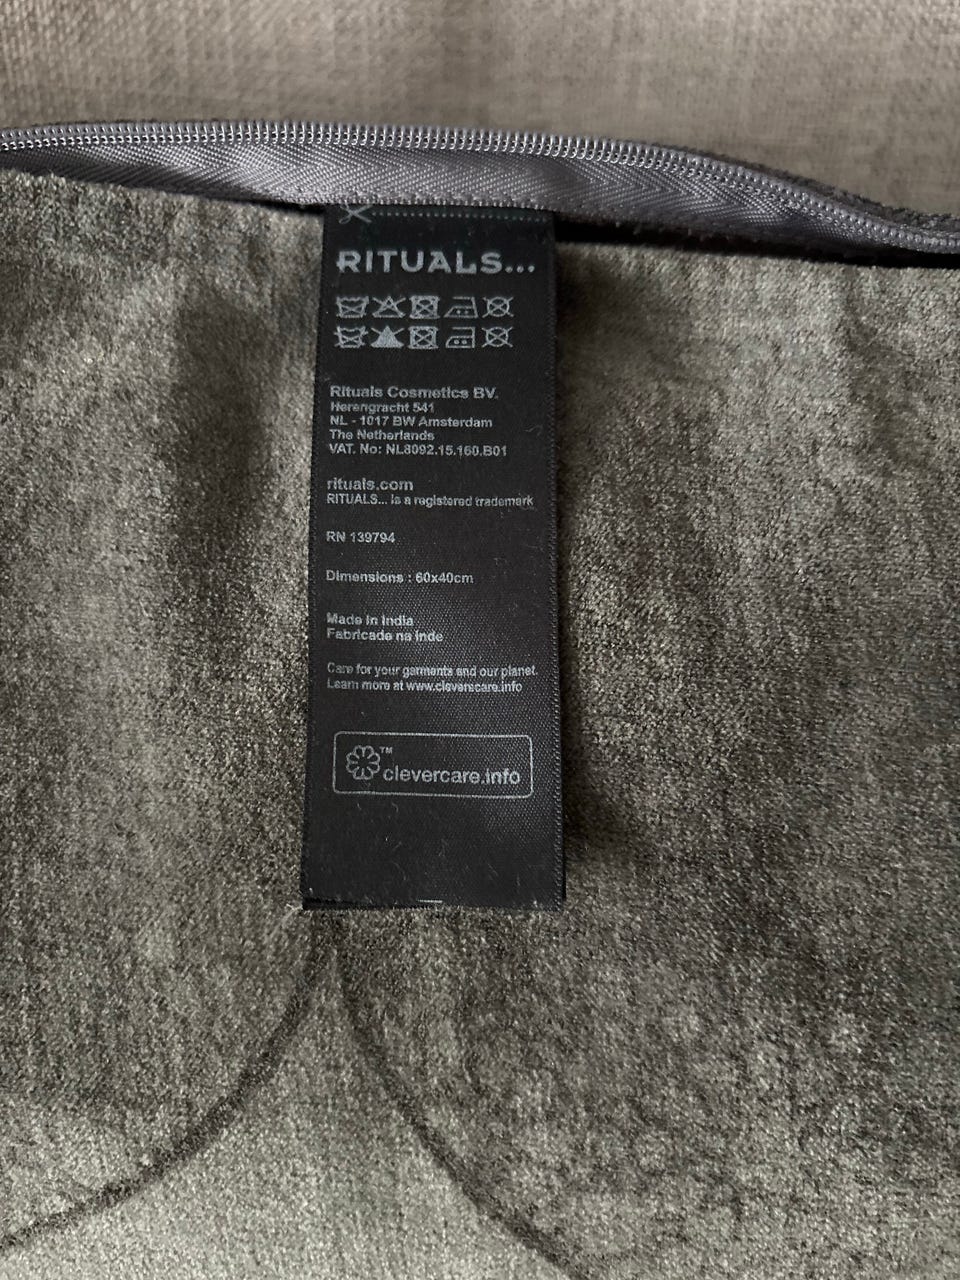 RITUALS...
Rituals Cosmetics BV.
Herengracht 541
NL - 1017 BW Amsterdam
The Netherlands
VAT. No: NL8092.15.160.B01
rituals.com
RITUALS... is a registered trademark
RN 139794
Dimensions : 60x40cm
Made in India
Fabricade na Inde
Care for your garments and our planet.
Learn more at www.clevercare.info
™
clevercare.info